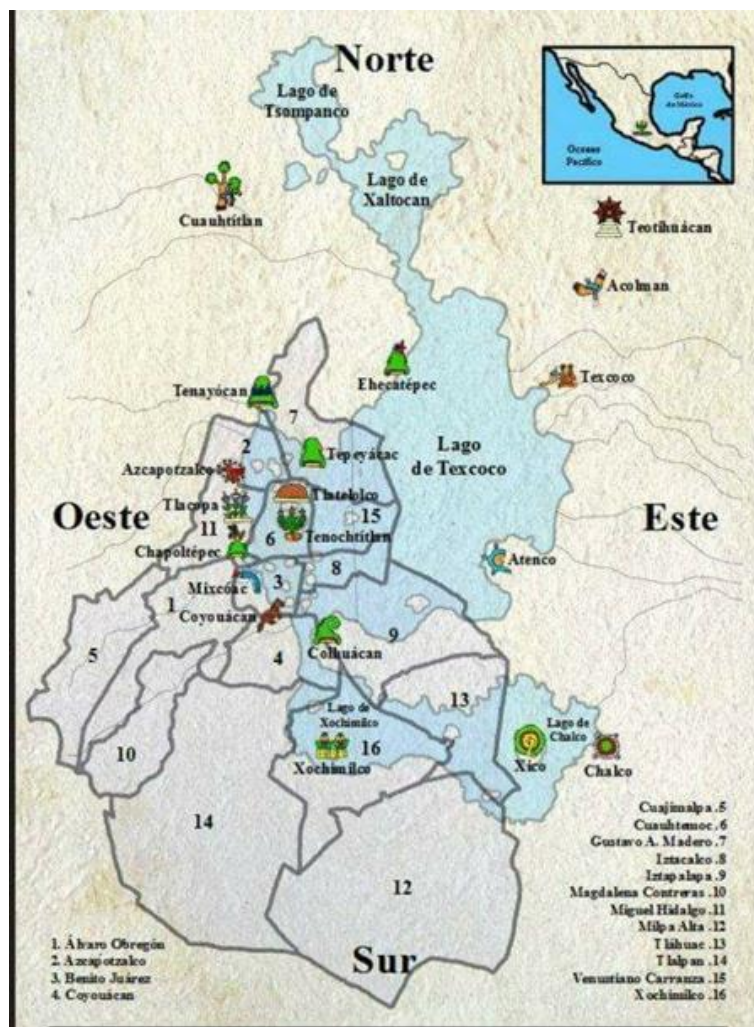 Norte
Lago de
Tsompanco
Golfo
de México
Oceano
Pacífico
Lago de
Xaltocan
Cuauhtítlan
Teotihuácan
Acolman
Tenayócan
Ehecatépec
Texcoco
7
2
Tepeyácac
Lago
de Texcoco
Azcapotzalco
Tlacopa
Tlatelolco
Oeste
11
6
15
Este
Tenochtitlan
Chapoltépec
8
Atenco
Mixcóac
3
1
Coyouácan
9
5
4
Colhuácan
13
Lago de
Xochimilco
Lago de
Chalco
16
10
Xochimilco
Xico
Chalco
14
12
Sur
1. Álvaro Obregón
2. Azcapotzalco
3. Benito Juárez
4. Coyouácan
Cuajimalpa .5
Cuauhtemoc .6
Gustavo A. Madero .7
Iztacalco .8
Iztapalapa .9
Magdalena Contreras .10
Miguel Hidalgo .11
Milpa Alta .12
Tláhuac .13
Tlalpan .14
Venustiano Carranza .15
Xochimilco .16